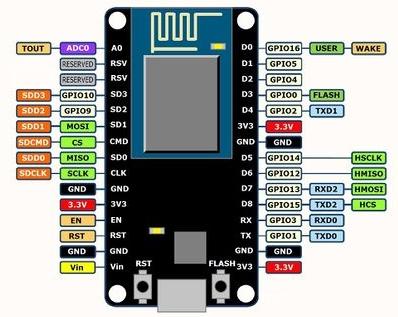 TOUT ADC0 A0 D0 GPIO16 USER WAKE
RESERVED RSV D1 GPIO5
RESERVED RSV D2 GPIO4
SDD3 GPIO10 SD3 D3 GPIO0 FLASH
SDD2 GPIO9 SD2 D4 GPIO2 TXD1
SDD1 MOSI SD1 3V3 3.3V
SDCMD CS CMD GND GND
SDD0 MISO SD0 D5 GPIO14 HSCLK
SDCLK SCLK CLK D6 GPIO12 HMISO
GND GND D7 GPIO13 RXD2 HMOSI
3.3V 3V3 D8 GPIO15 TXD2 HCS
EN EN RX GPIO3 RXD0
RST RST TX GPIO1 TXD0
GND GND GND GND
Vin Vin RST FLASH 3V3 3.3V